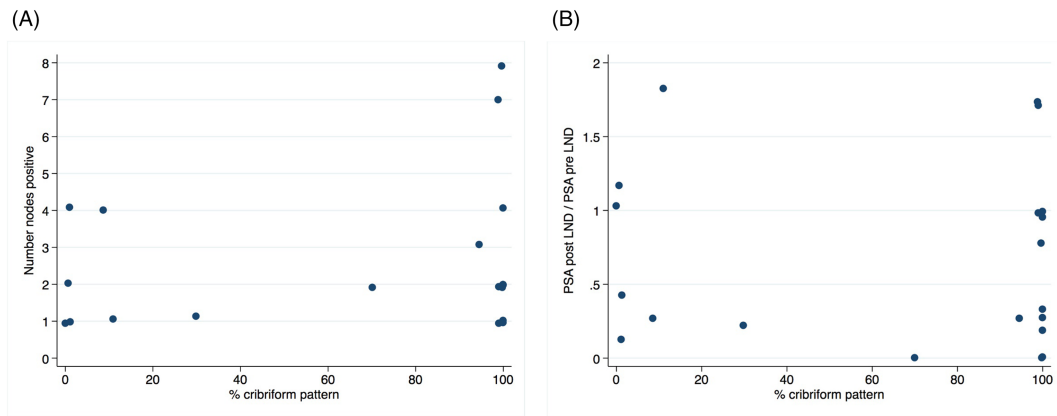 (A)
(B)
8
7
6
5
4
3
2
1
0
Number nodes positive
0 20 40 60 80 100
% cribriform pattern
2
1.5
1
.5
0
PSA post LND / PSA pre LND
0 20 40 60 80 100
% cribriform pattern